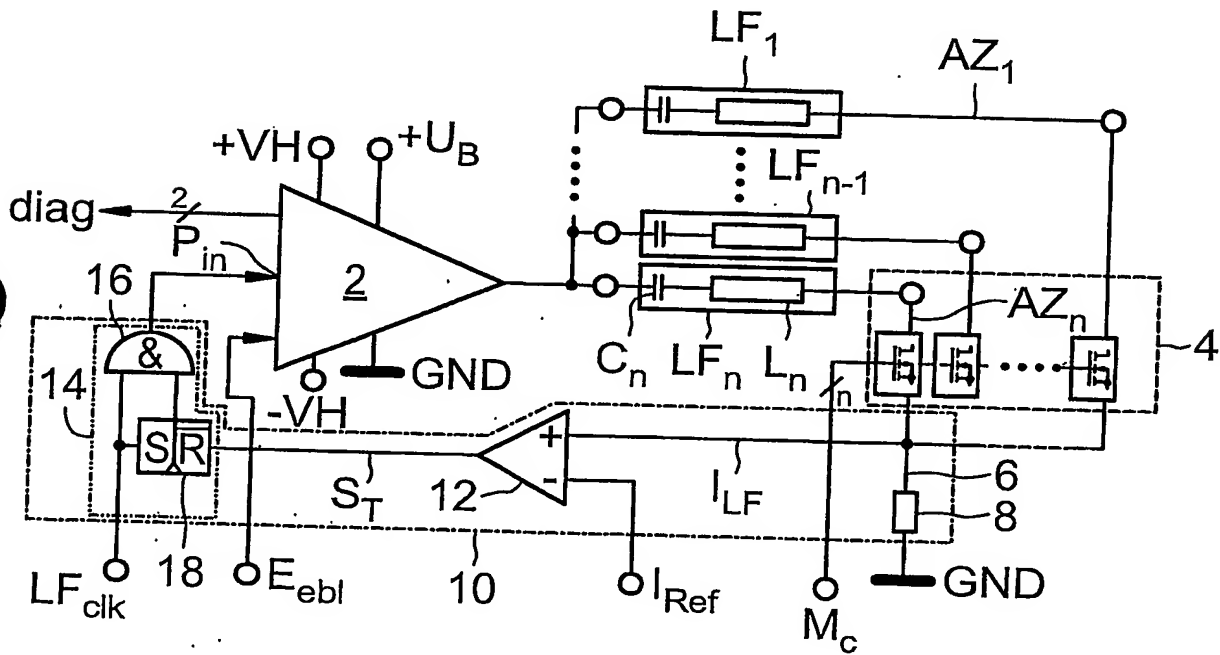 LF1
AZ1
+VH
+UB
LFn-1
diag
2
Pin
2
16
AZn
4
&
GND
Cn
LFn
Ln
n
14
-VH
S
R
+
-
ST
12
ILF
6
8
18
10
LFclk
Eebl
IRef
Mc
GND